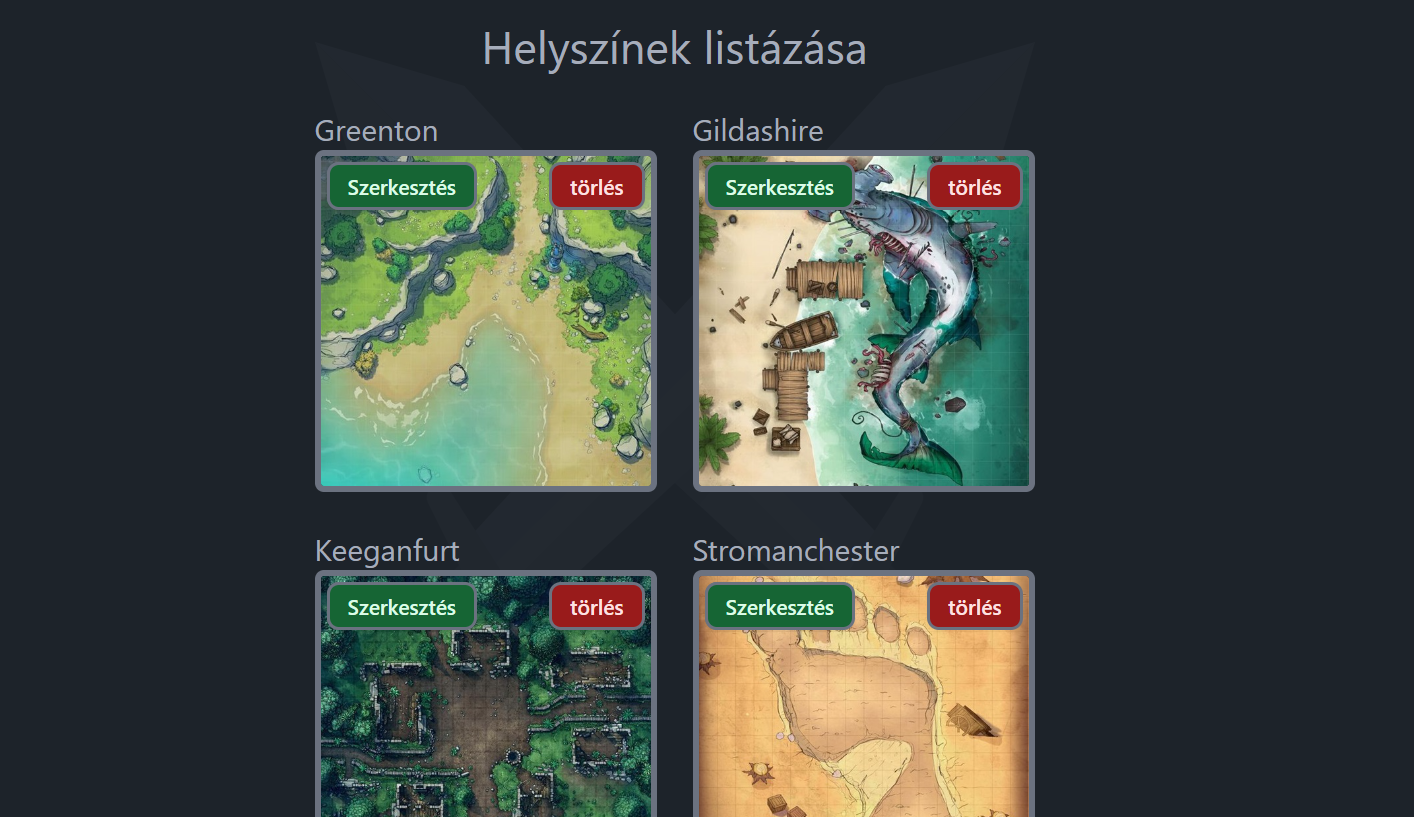 Helyszínek listázása
Greenton
Gildashire
Szerkesztés törlés
Szerkesztés törlés
Keeganfurt
Stromanchester
Szerkesztés törlés
Szerkesztés törlés